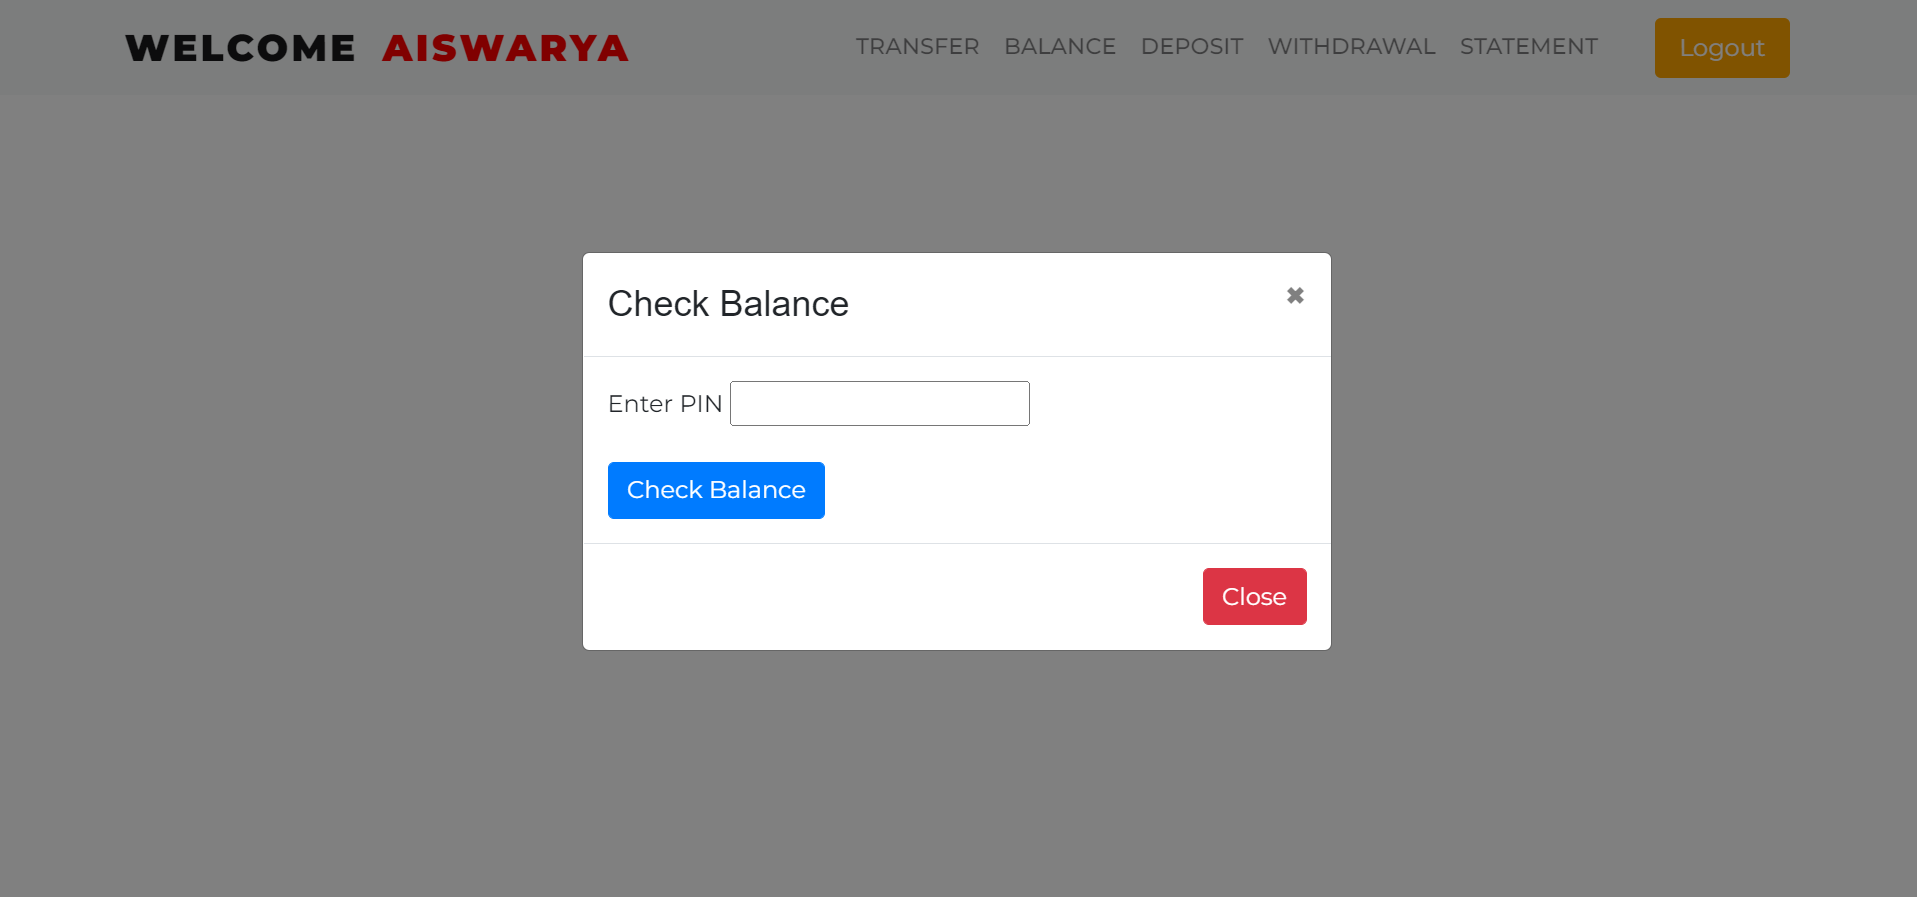 WELCOME AISWARYA
TRANSFER BALANCE DEPOSIT WITHDRAWAL STATEMENT Logout
Check Balance ✖
Enter PIN
Check Balance
Close